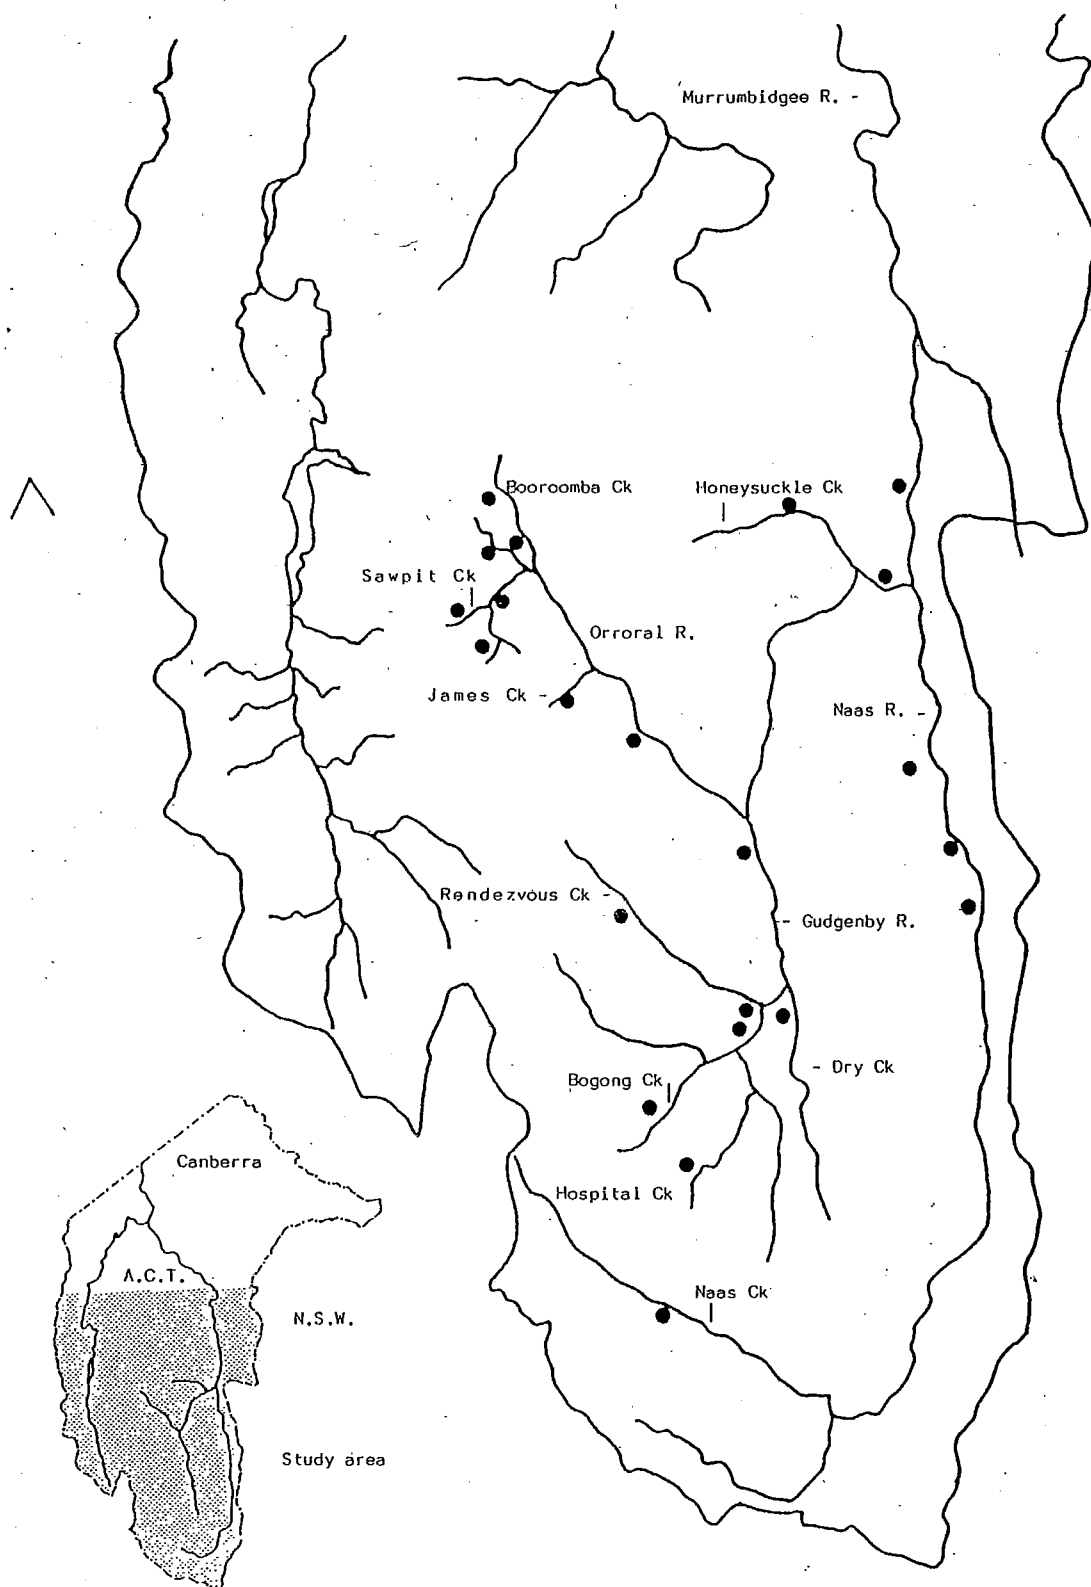 Murrumbidgee R.
Booroomba Ck
Honeysuckle Ck
Sawpit Ck
Orroral R.
James Ck
Naas R.
Rendezvous Ck
Gudgenby R.
Dry Ck
Bogong Ck
Canberra
Hospital Ck
A.C.T.
Naas Ck
N.S.W.
Study area